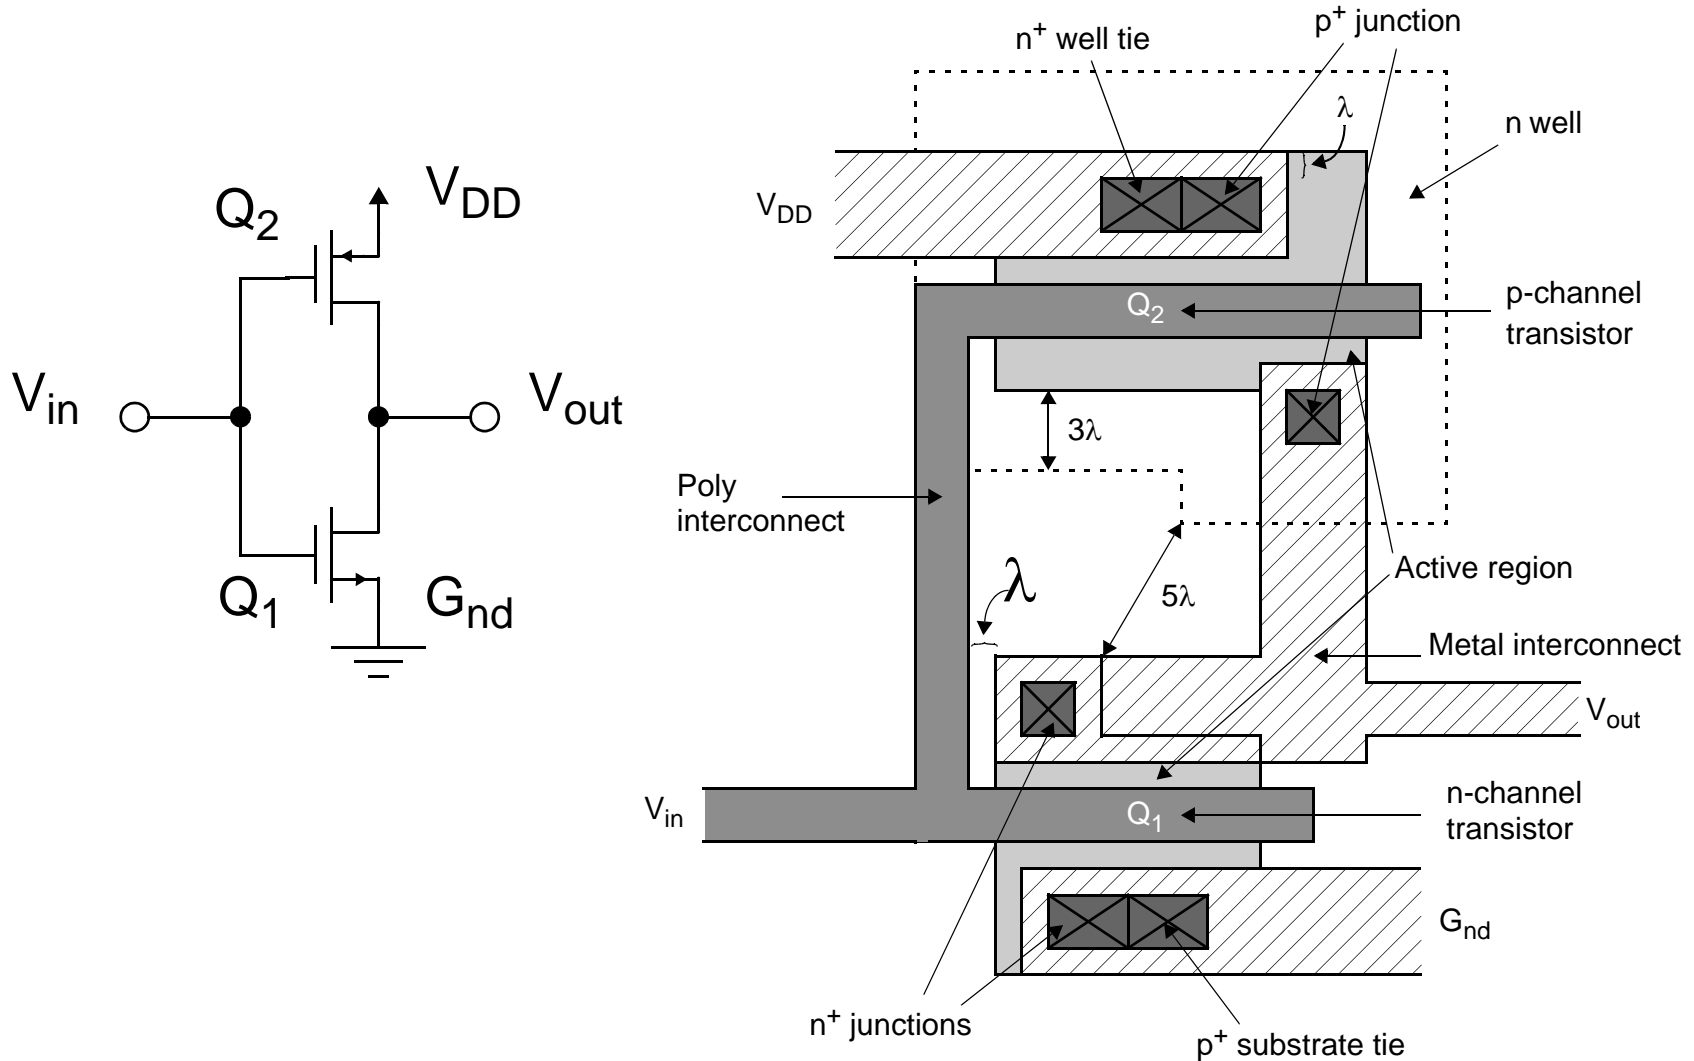 Q2
VDD
Vin
Vout
Q1
Gnd
n+ well tie
p+ junction
λ
n well
VDD
Q2
p-channel
transistor
3λ
Poly
interconnect
λ
5λ
Active region
Metal interconnect
Vout
Vin
Q1
n-channel
transistor
Gnd
n+ junctions
p+ substrate tie